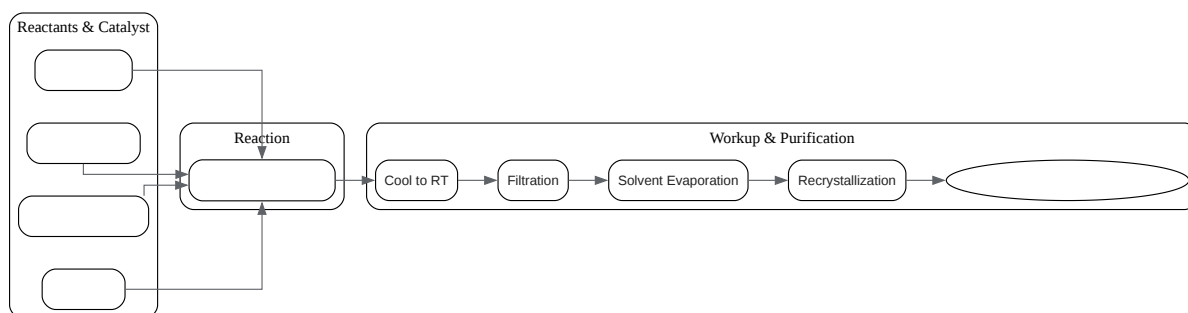 Reactants & Catalyst
Reaction
Workup & Purification
Cool to RT
Filtration
Solvent Evaporation
Recrystallization